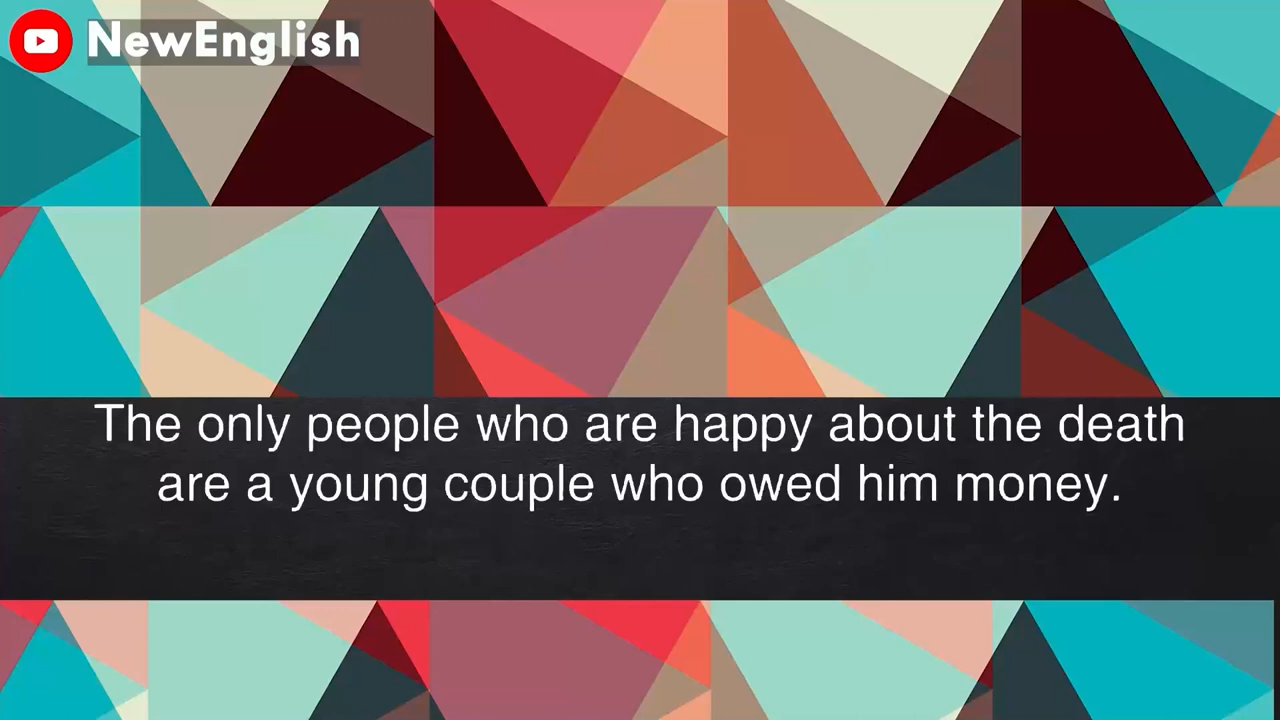 NewEnglish
The only people who are happy about the death
are a young couple who owed him money.